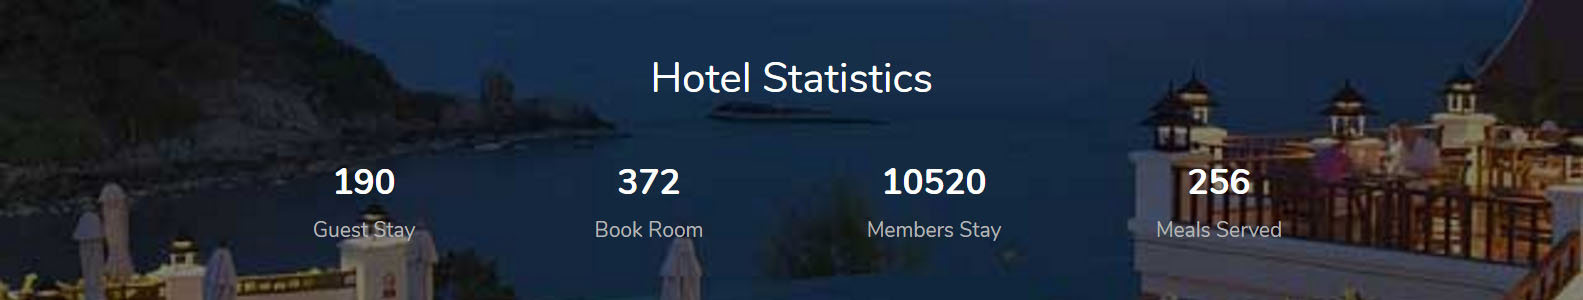 Hotel Statistics
190 372 10520 256
Guest Stay Book Room Members Stay Meals Served